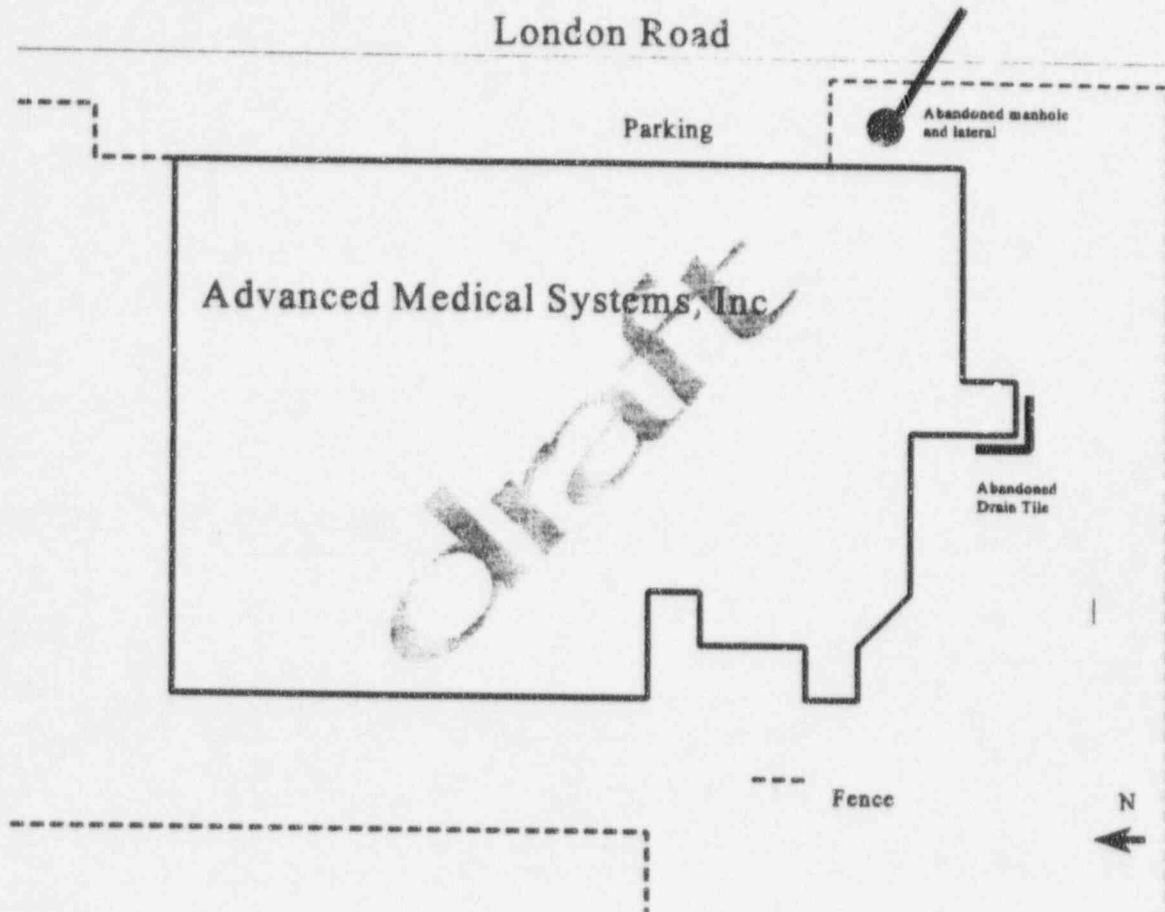 London Road
Parking
Abandoned manhole
and lateral
Advanced Medical Systems, Inc
draft
Abandoned
Drain Tile
Fence
N